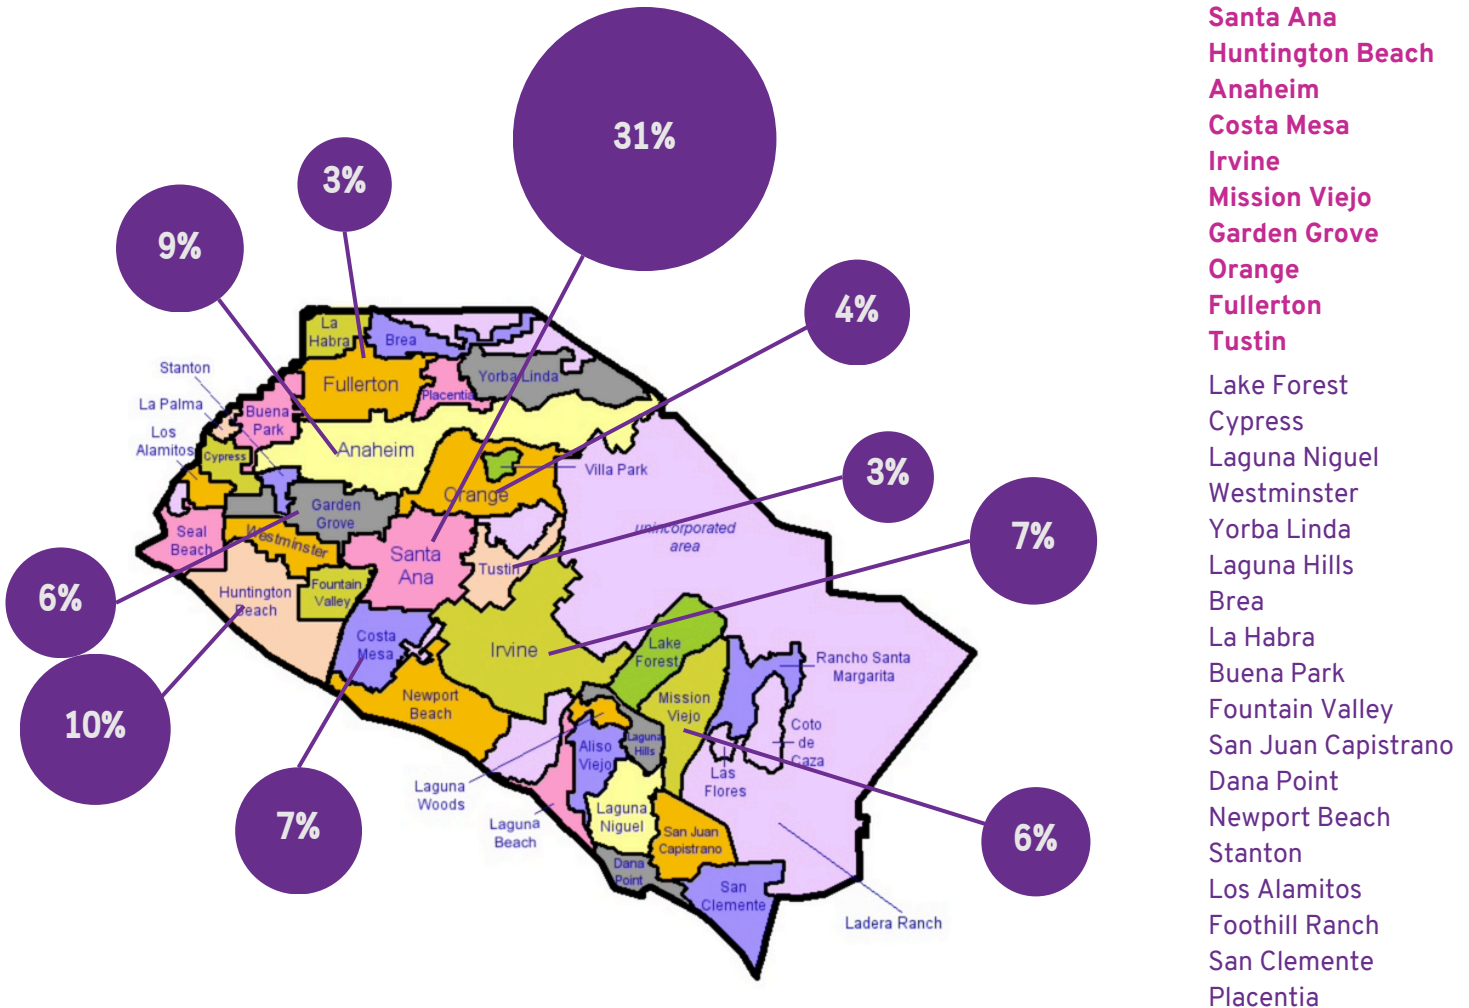 31%
3%
9%
4%
3%
7%
6%
10%
7%
6%
La
Habra
Brea
Stanton
Fullerton
Yorba Linda
Placentia
La Palma
Buena
Park
Los
Alamitos
Anaheim
Cypress
Villa Park
Orange
Garden
Grove
unincorporated
area
Seal
Beach
Westminster
Santa
Ana
Tustin
Huntington
Beach
Fountain
Valley
Costa
Mesa
Irvine
Lake
Forest
Rancho Santa
Margarita
Newport
Beach
Mission
Viejo
Coto
de
Caza
Laguna
Hills
Aliso
Viejo
Las
Flores
Laguna
Woods
Laguna
Beach
Laguna
Niguel
San Juan
Capistrano
Dana
Point
San
Clemente
Ladera Ranch
Santa Ana
Huntington Beach
Anaheim
Costa Mesa
Irvine
Mission Viejo
Garden Grove
Orange
Fullerton
Tustin
Lake Forest
Cypress
Laguna Niguel
Westminster
Yorba Linda
Laguna Hills
Brea
La Habra
Buena Park
Fountain Valley
San Juan Capistrano
Dana Point
Newport Beach
Stanton
Los Alamitos
Foothill Ranch
San Clemente
Placentia